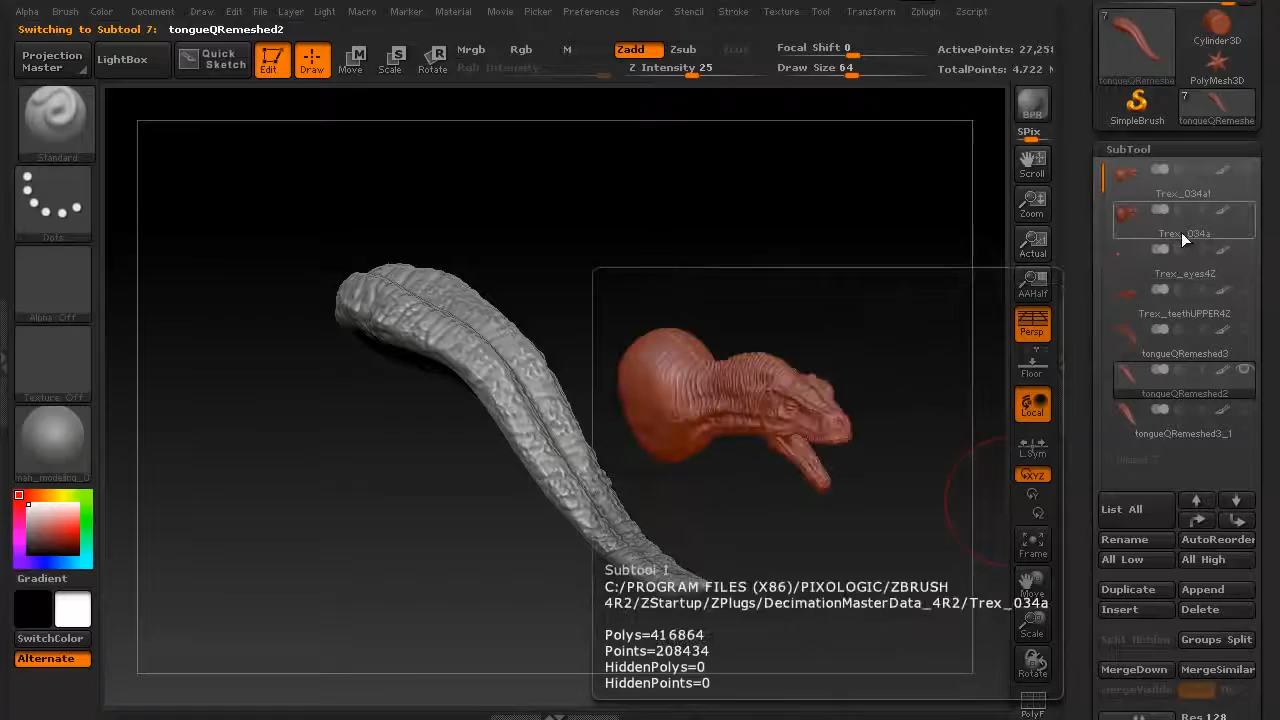 Alpha Brush Color Document Draw Edit File Layer Light Macro Marker Material Movie Picker Preferences Render Stencil Stroke Texture Tool Transform Zplugin Zscript
Switching to Subtool 7: tongueQRemeshed2
Projection
Master
LightBox
Quick
Sketch
Edit
Draw
Move
Scale
Rotate
Mrgb Rgb M
Rgb Intensity
Zadd Zsub Zcut
Z Intensity 25
Focal Shift 0
Draw Size 64
ActivePoints: 27,25
TotalPoints: 4.722 M
7
tongueQRemeshe
Cylinder3D
PolyMesh3D
SimpleBrush
7
tongueQRemeshe
Standard
Dots
Alpha Off
Texture Off
Gradient
SwitchColor
Alternate
BPR
SPix
Scroll
Zoom
Actual
AAHalf
Persp
Floor
Local
L.Sym
XYZ
Frame
Move
Scale
Rotate
PolyF
SubTool
Trex_034a1
Trex_034a
Trex_eyes4Z
Trex_teethUPPER4Z
tongueQRemeshed3
tongueQRemeshed2
tongueQRemeshed3_1
List All
Rename AutoReorder
All Low All High
Duplicate Append
Insert Delete
Split Hidden Groups Split
MergeDown MergeSimilar
MergeVisible
Res 128
Subtool 1
C:/PROGRAM FILES (X86)/PIXOLOGIC/ZBRUSH
4R2/ZStartup/ZPlugs/DecimationMasterData_4R2/Trex_034a
Polys=416864
Points=208434
HiddenPolys=0
HiddenPoints=0